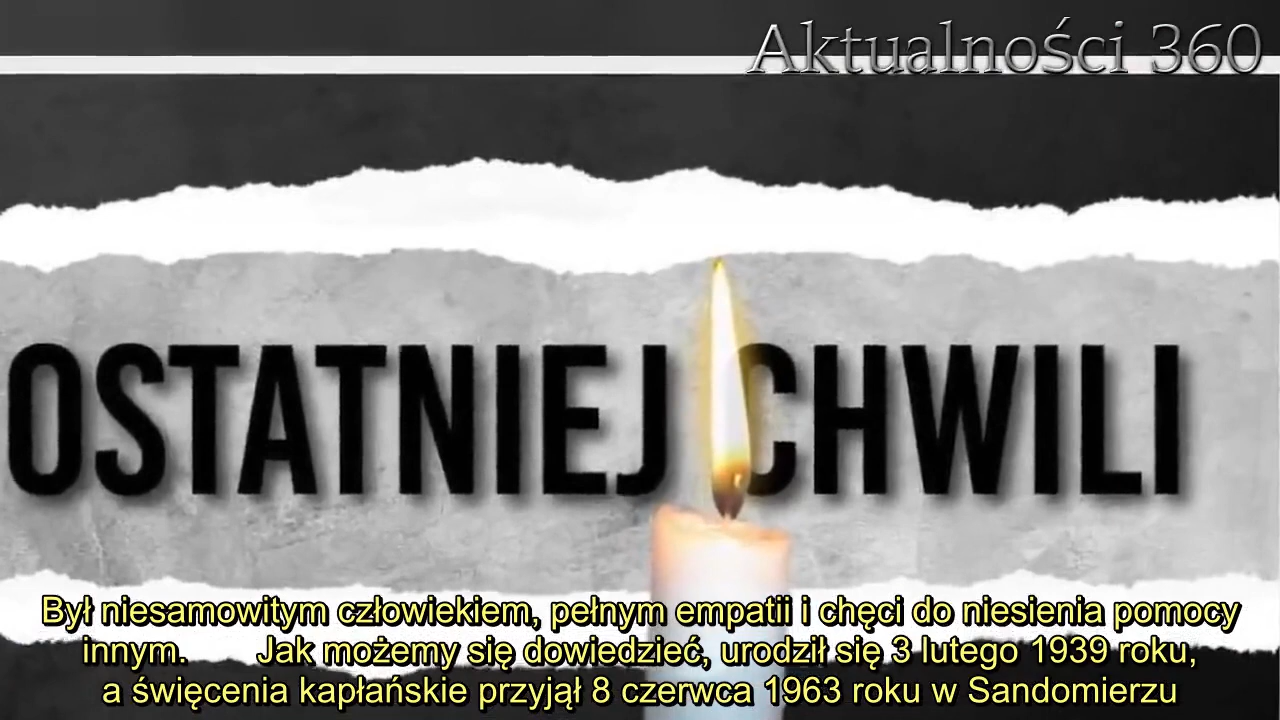 Aktualności 360
OSTATNIEJ CHWILI
Był niesamowitym człowiekiem, pełnym empatii i chęci do niesienia pomocy
innym. Jak możemy się dowiedzieć, urodził się 3 lutego 1939 roku,
a święcenia kapłańskie przyjął 8 czerwca 1963 roku w Sandomierzu